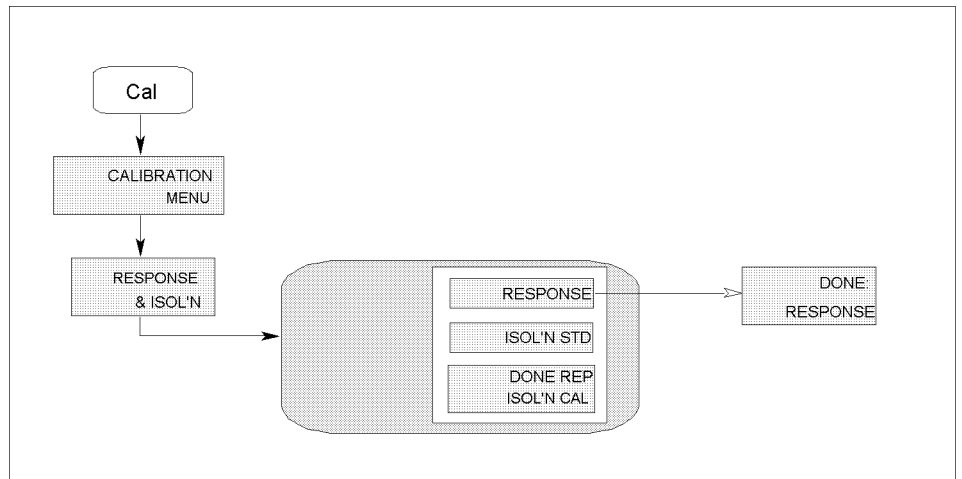 Cal
CALIBRATION
MENU
RESPONSE
& ISOL'N
RESPONSE
ISOL'N STD
DONE REP
ISOL'N CAL
DONE:
RESPONSE